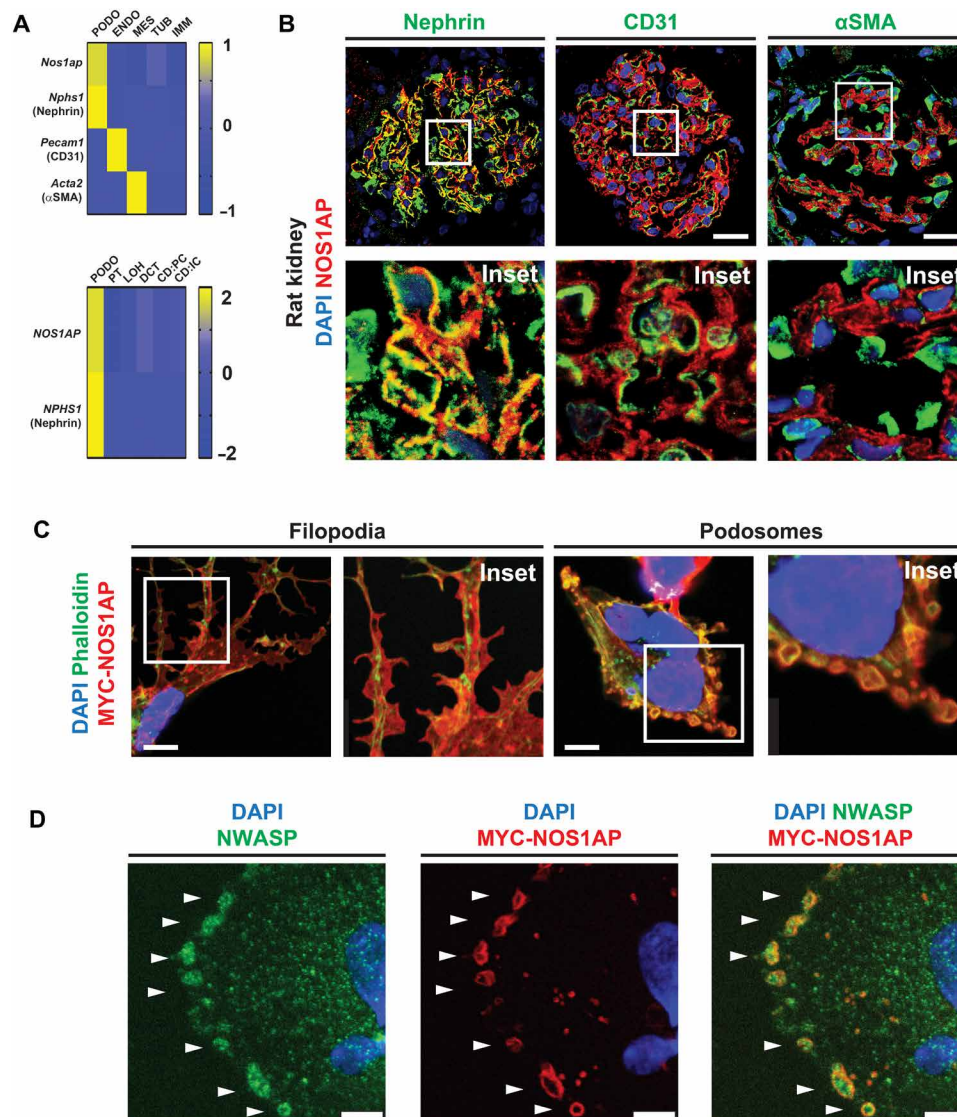 A
PODO
ENDO
MES
TUB
IMM
Nos1ap
Nphs1
(Nephrin)
Pecam1
(CD31)
Acta2
(αSMA)
1
0
−1
PODO
PT
LOH
DCT
CD:PC
CD:IC
NOS1AP
NPHS1
(Nephrin)
2
0
−2
B
Nephrin
CD31
αSMA
Rat kidney
DAPI NOS1AP
Inset
Inset
Inset
C
Filopodia
Podosomes
DAPI Phalloidin
MYC-NOS1AP
Inset
Inset
D
DAPI
NWASP
DAPI
MYC-NOS1AP
DAPI NWASP
MYC-NOS1AP